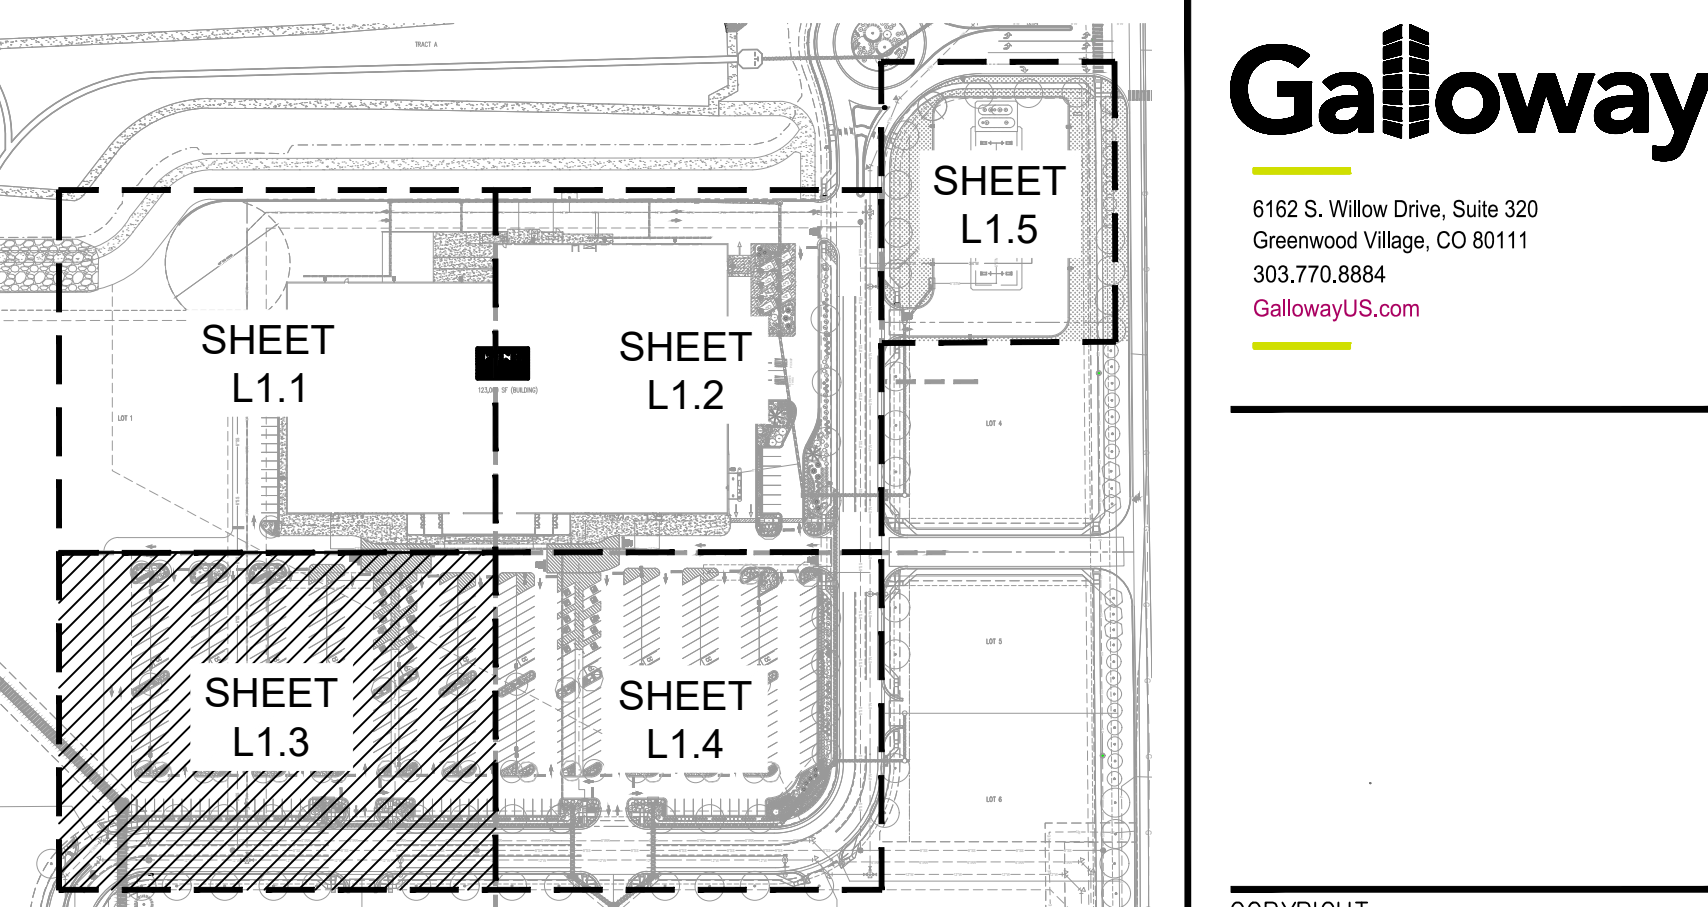 TRACT A
SHEET
L1.5
SHEET
L1.1
SHEET
L1.2
LOT 1
LOT 4
SHEET
L1.3
SHEET
L1.4
LOT 5
LOT 6
Galloway
6162 S. Willow Drive, Suite 320
Greenwood Village, CO 80111
303.770.8884
GallowayUS.com
COPYRIGHT